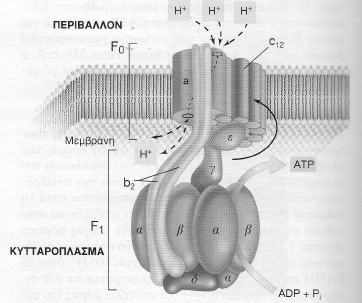 ΠΕΡΙΒΑΛΛΟΝ
H⁺ H⁺ H⁺
F₀
c₁₂
a
Μεμβράνη
H⁺
ε
b₂
γ
ATP
F₁
α β α β
ΚΥΤΤΑΡΟΠΛΑΣΜΑ
δ α
ADP + Pᵢ